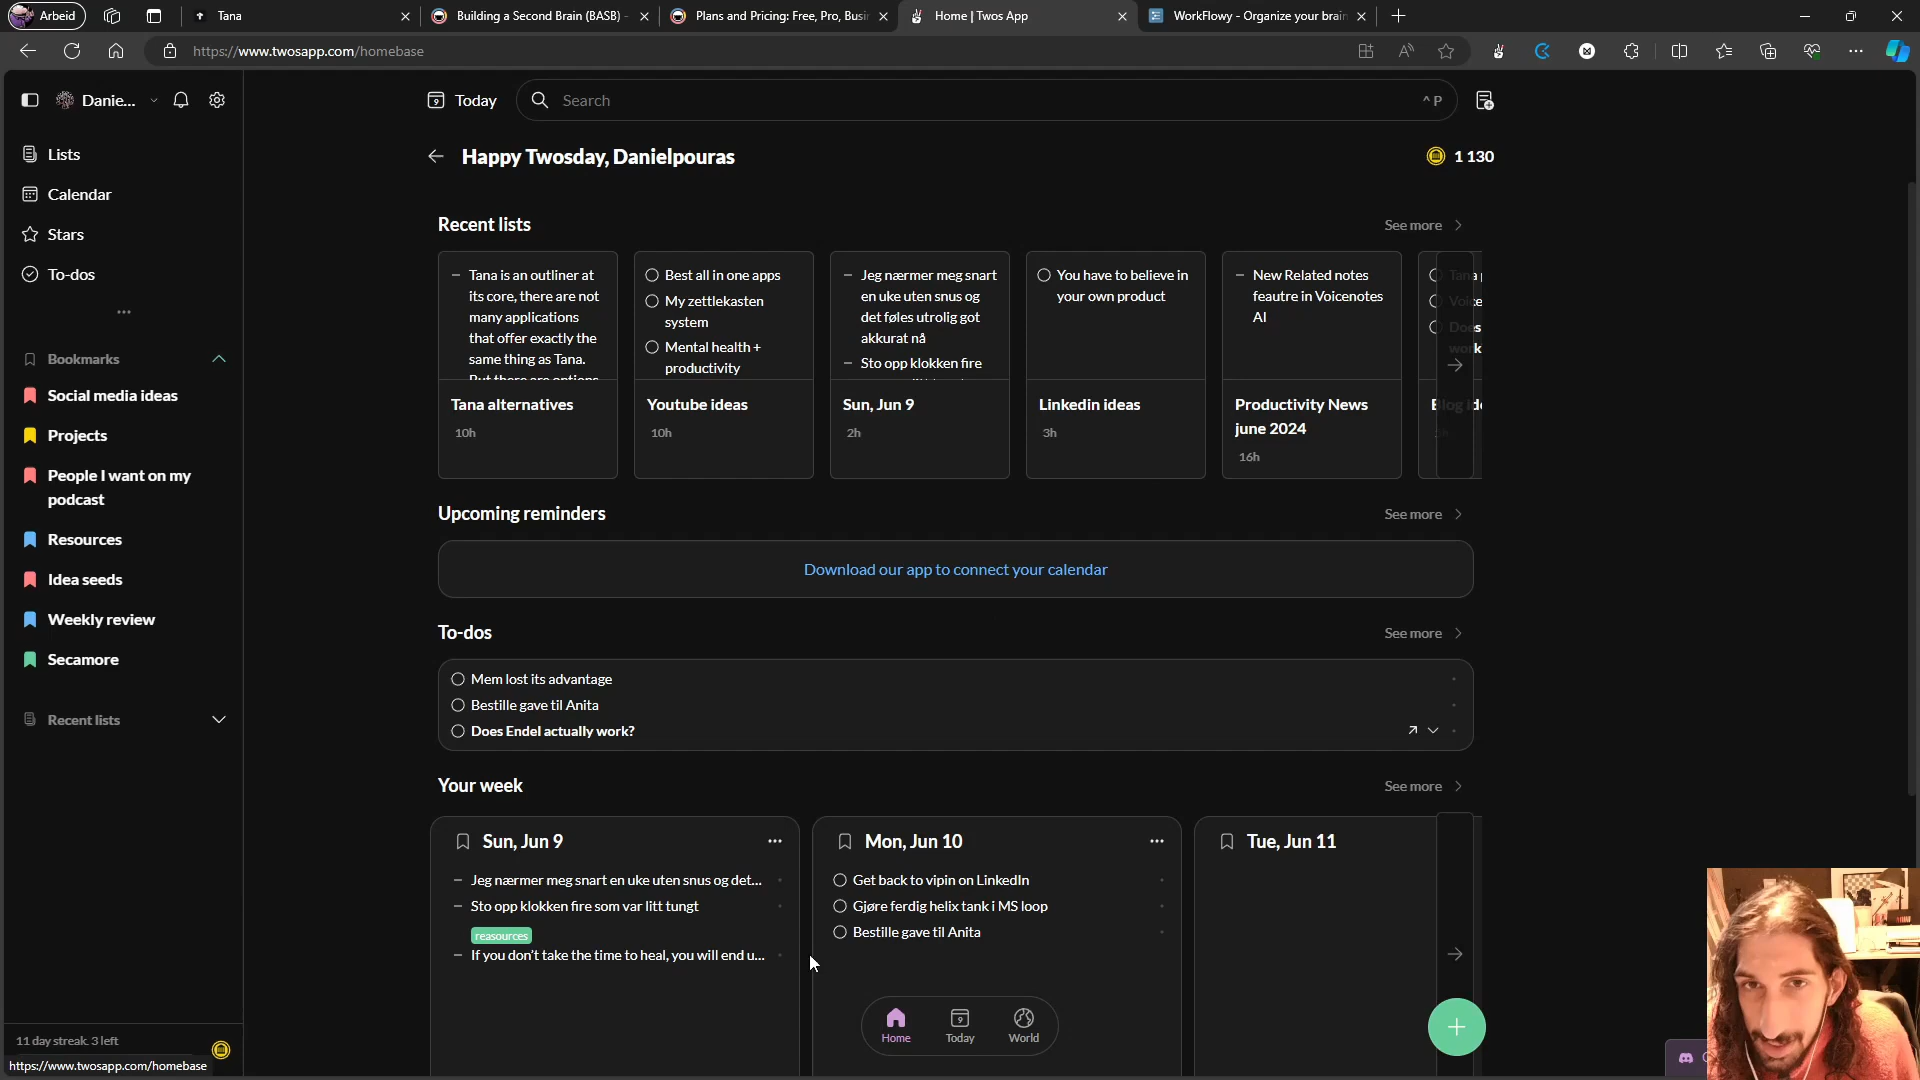 Arbeid
Tana
Building a Second Brain (BASB) -
Plans and Pricing: Free, Pro, Busi
Home | Twos App
WorkFlowy - Organize your brain
https://www.twosapp.com/homebase
Danie...
Today
Search
^ P
Lists
Calendar
Stars
To-dos
Bookmarks
Social media ideas
Projects
People I want on my
podcast
Resources
Idea seeds
Weekly review
Secamore
Recent lists
11 day streak. 3 left
https://www.twosapp.com/homebase
Happy Twosday, Danielpouras
1 130
Recent lists
See more
Tana is an outliner at
its core, there are not
many applications
that offer exactly the
same thing as Tana.
But there are options
Tana alternatives
10h
Best all in one apps
My zettlekasten
system
Mental health +
productivity
Youtube ideas
10h
Jeg nærmer meg snart
en uke uten snus og
det føles utrolig got
akkurat nå
Sto opp klokken fire
Sun, Jun 9
2h
You have to believe in
your own product
Linkedin ideas
3h
New Related notes
feautre in Voicenotes
AI
Productivity News
june 2024
16h
Tana
Voice
Does
work
Blog ide
Upcoming reminders
See more
Download our app to connect your calendar
To-dos
See more
Mem lost its advantage
Bestille gave til Anita
Does Endel actually work?
Your week
See more
Sun, Jun 9
Jeg nærmer meg snart en uke uten snus og det...
Sto opp klokken fire som var litt tungt
reasources
If you don't take the time to heal, you will end u...
Mon, Jun 10
Get back to vipin on LinkedIn
Gjøre ferdig helix tank i MS loop
Bestille gave til Anita
Tue, Jun 11
Home
Today
World